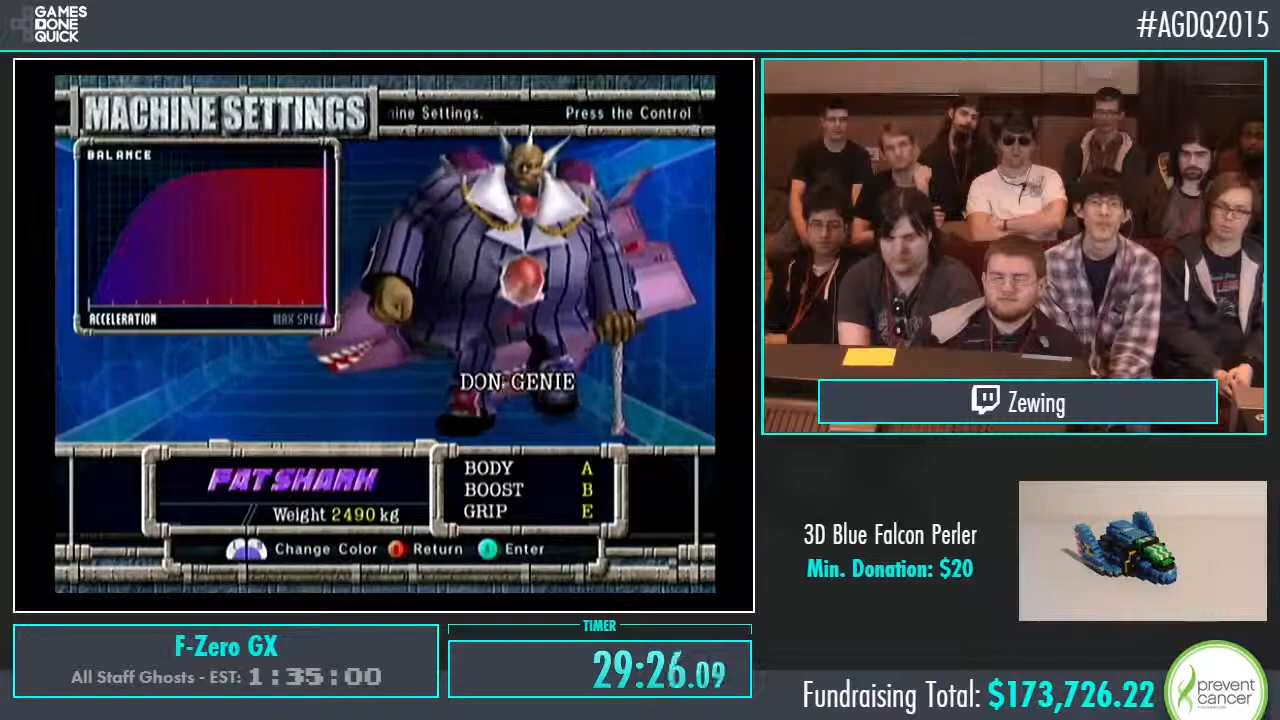 GAMES
DONE
QUICK
#AGDQ2015
MACHINE SETTINGS
ine Settings. Press the Control
BALANCE
ACCELERATION MAX SPEE
DON GENIE
FAT SHARK
Weight 2490 kg
BODY A
BOOST B
GRIP E
Change Color Return Enter
Zewing
3D Blue Falcon Perler
Min. Donation: $20
F-Zero GX
All Staff Ghosts - EST: 1:35:00
TIMER
29:26.09
Fundraising Total: $173,726.22
prevent
cancer